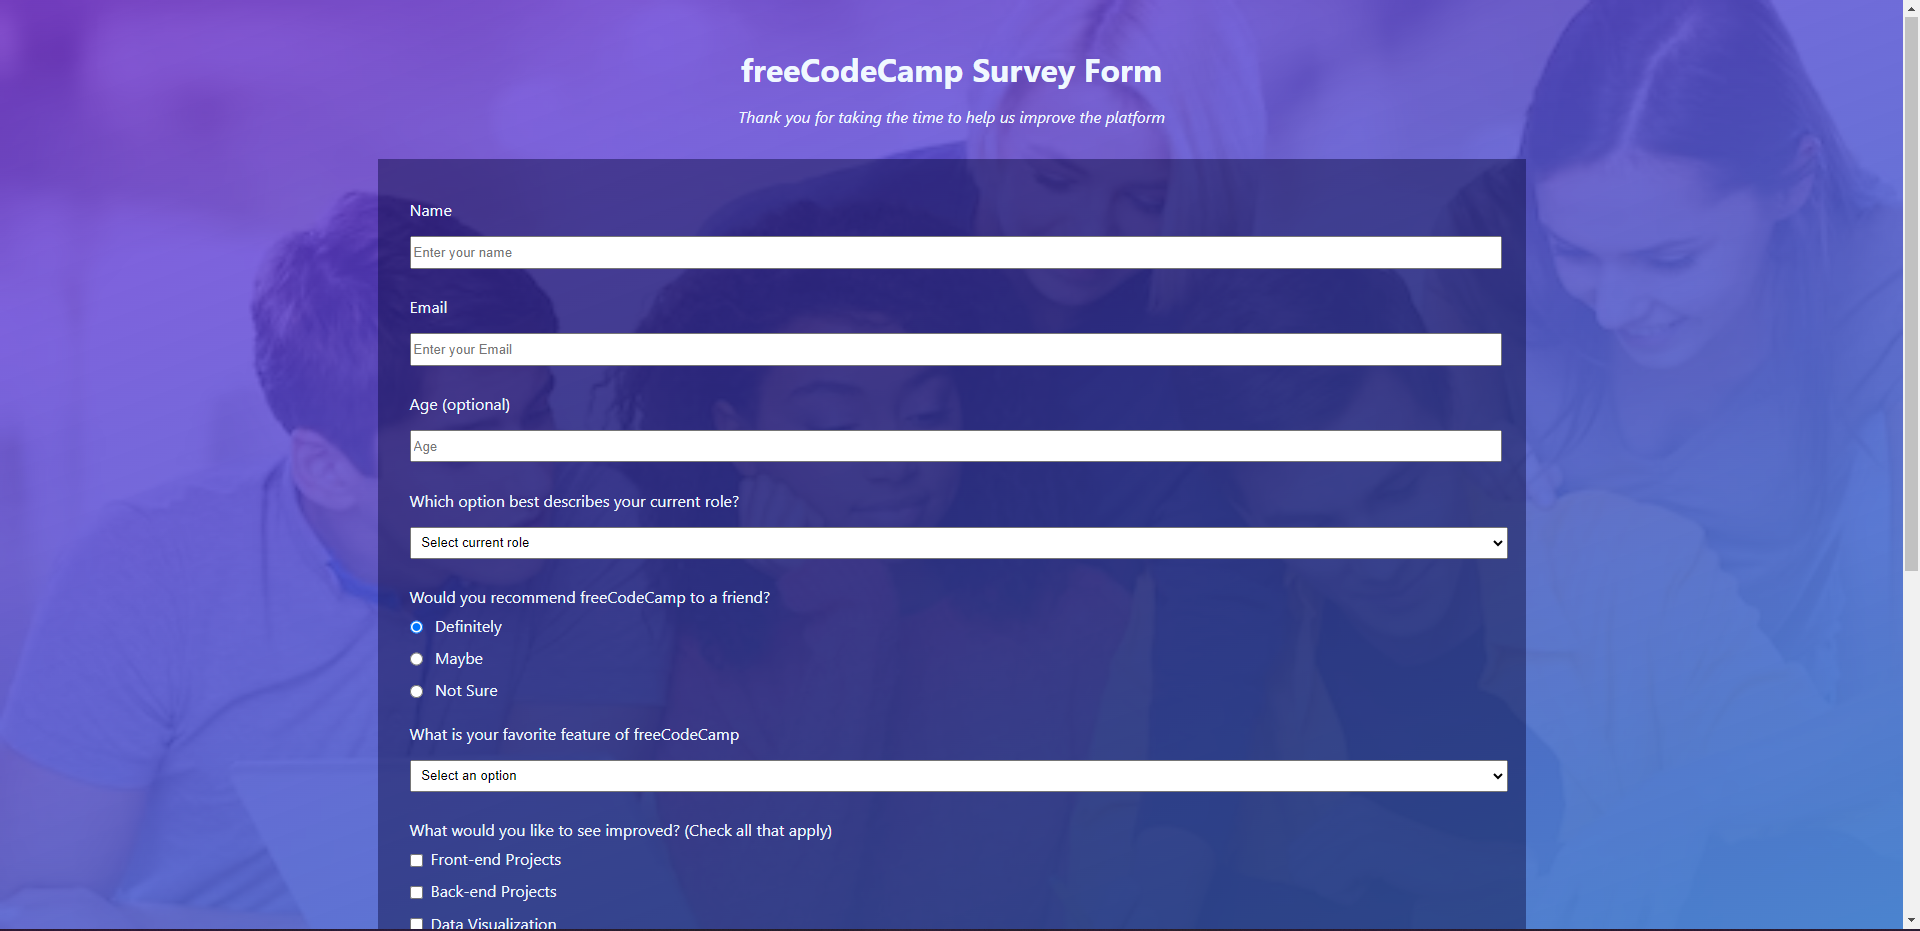 freeCodeCamp Survey Form
Thank you for taking the time to help us improve the platform
Name
Enter your name
Email
Enter your Email
Age (optional)
Age
Which option best describes your current role?
Select current role
Would you recommend freeCodeCamp to a friend?
Definitely
Maybe
Not Sure
What is your favorite feature of freeCodeCamp
Select an option
What would you like to see improved? (Check all that apply)
Front-end Projects
Back-end Projects
Data Visualization